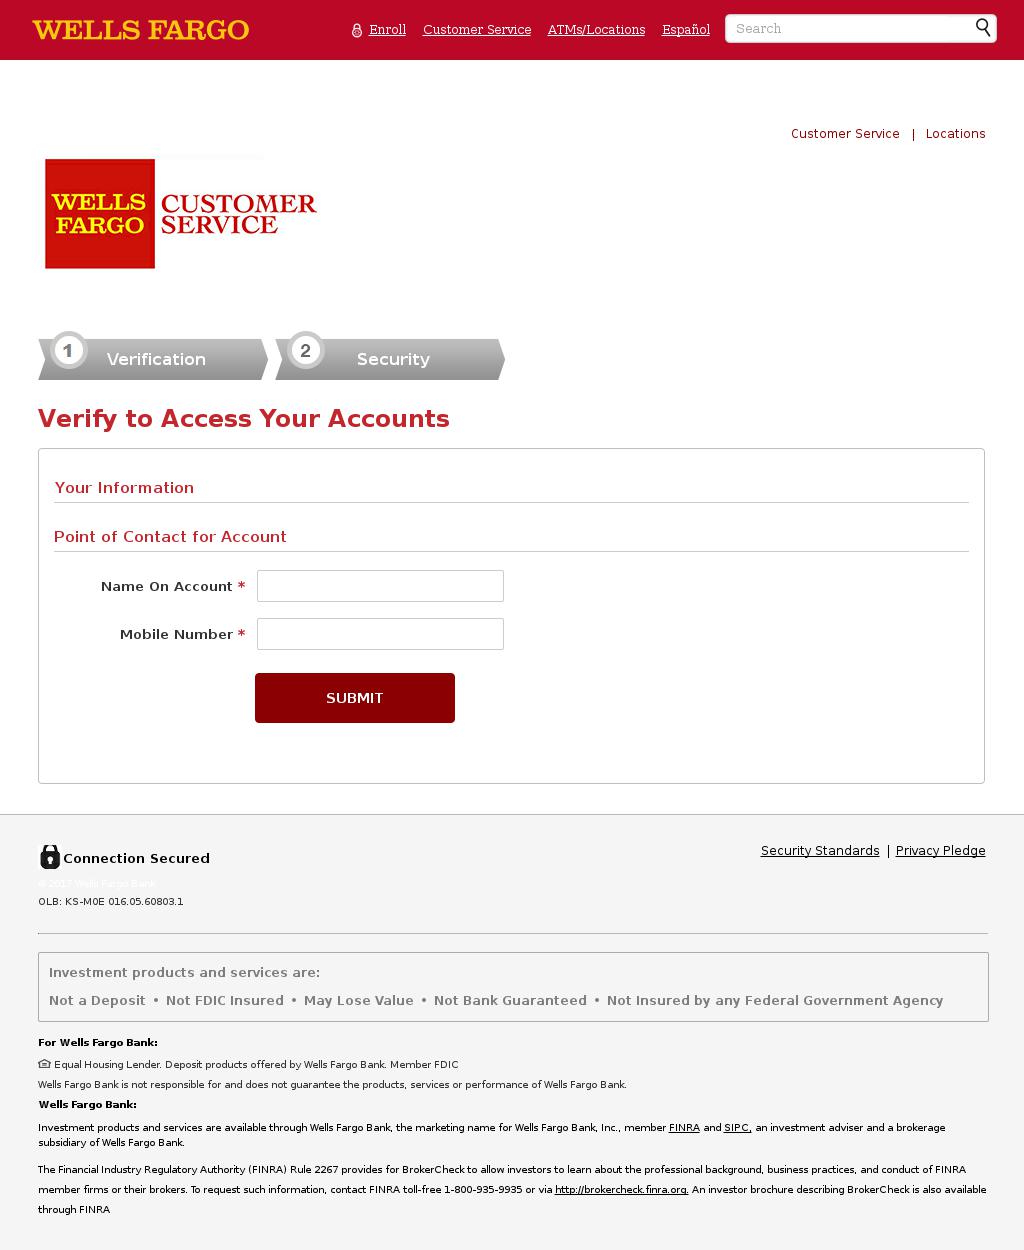 WELLS FARGO
Enroll Customer Service ATMs/Locations Español Search
Customer Service | Locations
WELLS FARGO
CUSTOMER SERVICE
1 Verification 2 Security
Verify to Access Your Accounts
Your Information
Point of Contact for Account
Name On Account *
Mobile Number *
SUBMIT
Connection Secured
Security Standards | Privacy Pledge
© 2017 Wells Fargo Bank
OLB: KS-M0E 016.05.60803.1
Investment products and services are:
Not a Deposit • Not FDIC Insured • May Lose Value • Not Bank Guaranteed • Not Insured by any Federal Government Agency
For Wells Fargo Bank:
Equal Housing Lender. Deposit products offered by Wells Fargo Bank. Member FDIC
Wells Fargo Bank is not responsible for and does not guarantee the products, services or performance of Wells Fargo Bank.
Wells Fargo Bank:
Investment products and services are available through Wells Fargo Bank, the marketing name for Wells Fargo Bank, Inc., member FINRA and SIPC, an investment adviser and a brokerage
subsidiary of Wells Fargo Bank.
The Financial Industry Regulatory Authority (FINRA) Rule 2267 provides for BrokerCheck to allow investors to learn about the professional background, business practices, and conduct of FINRA
member firms or their brokers. To request such information, contact FINRA toll-free 1-800-935-9935 or via http://brokercheck.finra.org. An investor brochure describing BrokerCheck is also available
through FINRA